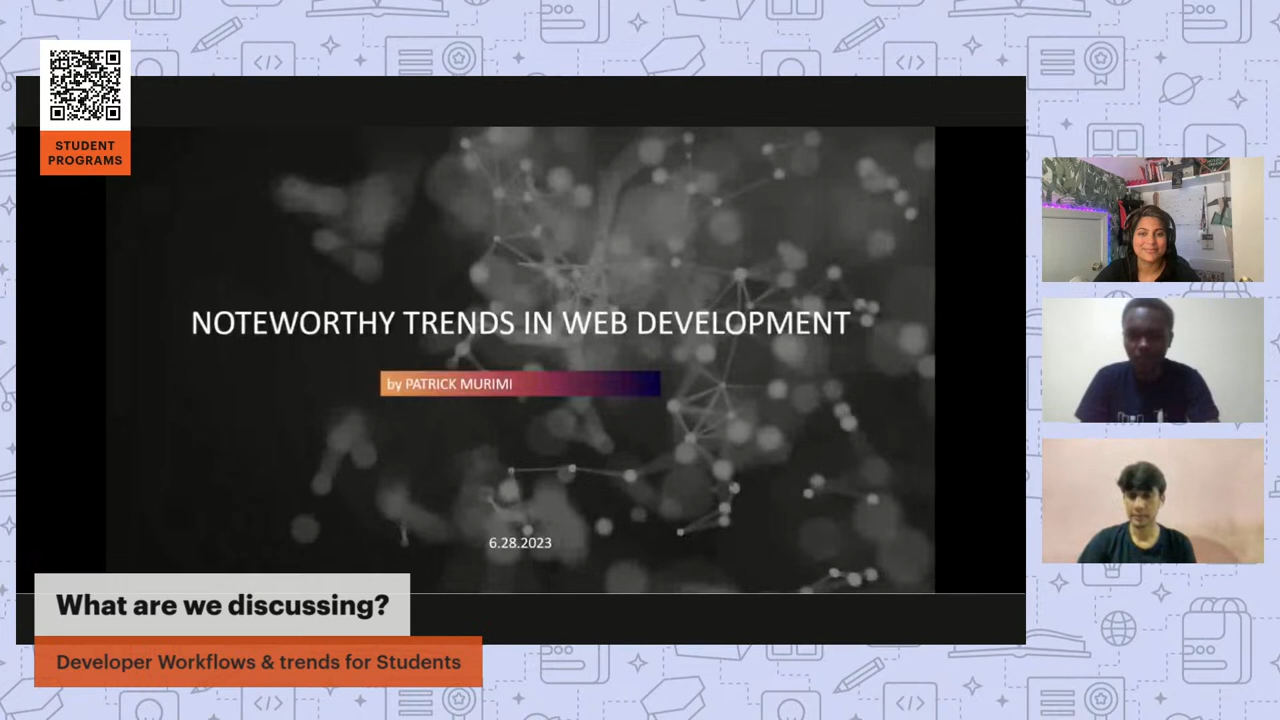 STUDENT
PROGRAMS
NOTEWORTHY TRENDS IN WEB DEVELOPMENT
by PATRICK MURIMI
6.28.2023
What are we discussing?
Developer Workflows & trends for Students